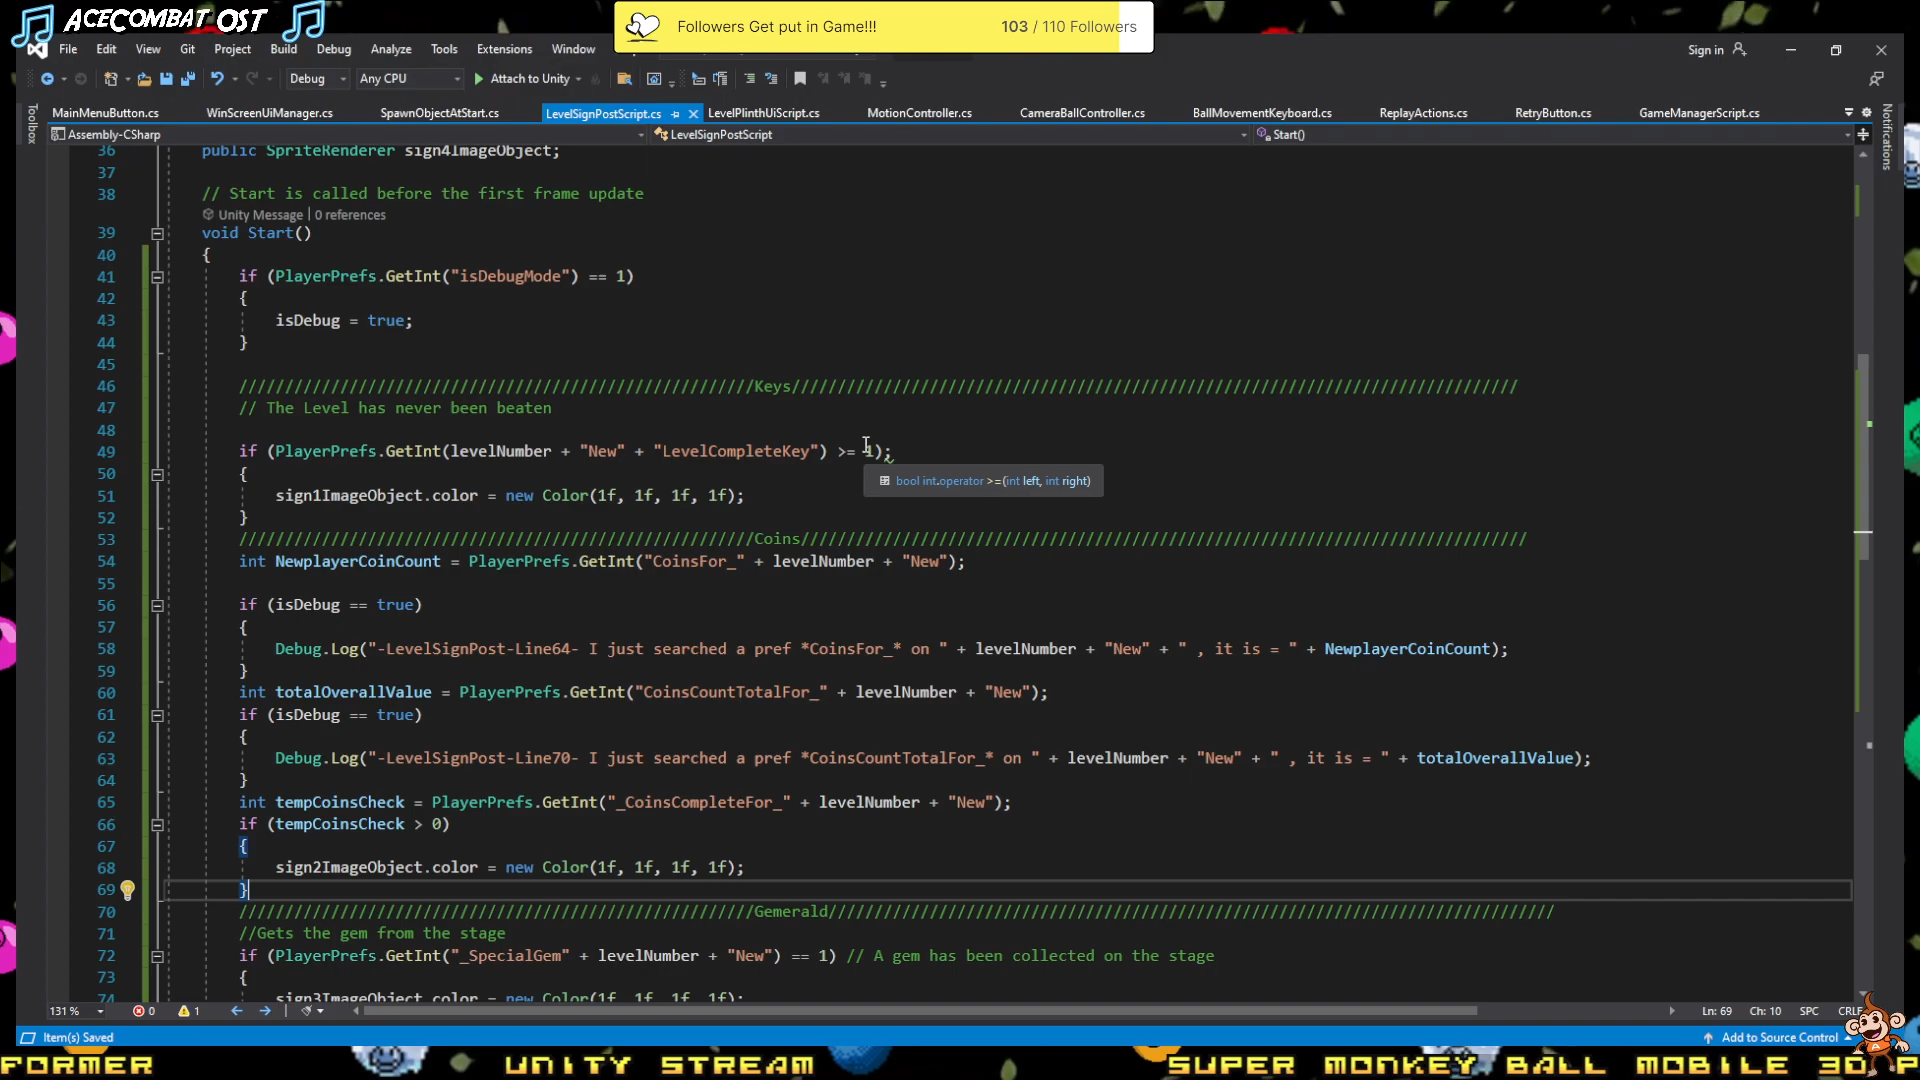 ACECOMBAT OST
Followers Get put in Game!!! 103 / 110 Followers
File Edit View Git Project Build Debug Analyze Tools Extensions Window Sign in
Debug Any CPU Attach to Unity
MainMenuButton.cs WinScreenUiManager.cs SpawnObjectAtStart.cs LevelSignPostScript.cs LevelPlinthUiScript.cs MotionController.cs CameraBallController.cs BallMovementKeyboard.cs ReplayActions.cs RetryButton.cs GameManagerScript.cs
Toolbox
Notifications
Assembly-CSharp LevelSignPostScript Start()
36 public SpriteRenderer sign4ImageObject;
37
38 // Start is called before the first frame update
Unity Message | 0 references
39 void Start()
40 {
41 if (PlayerPrefs.GetInt("isDebugMode") == 1)
42 {
43 isDebug = true;
44 }
45
46 ////////////////////////////////////////////////////////Keys///////////////////////////////////////////////////////////////////////////////
47 // The Level has never been beaten
48
49 if (PlayerPrefs.GetInt(levelNumber + "New" + "LevelCompleteKey") >= 1);
50 {
bool int.operator >=(int left, int right)
51 sign1ImageObject.color = new Color(1f, 1f, 1f, 1f);
52 }
53 ////////////////////////////////////////////////////////Coins///////////////////////////////////////////////////////////////////////////////
54 int NewplayerCoinCount = PlayerPrefs.GetInt("CoinsFor_" + levelNumber + "New");
55
56 if (isDebug == true)
57 {
58 Debug.Log("-LevelSignPost-Line64- I just searched a pref *CoinsFor_* on " + levelNumber + "New" + " , it is = " + NewplayerCoinCount);
59 }
60 int totalOverallValue = PlayerPrefs.GetInt("CoinsCountTotalFor_" + levelNumber + "New");
61 if (isDebug == true)
62 {
63 Debug.Log("-LevelSignPost-Line70- I just searched a pref *CoinsCountTotalFor_* on " + levelNumber + "New" + " , it is = " + totalOverallValue);
64 }
65 int tempCoinsCheck = PlayerPrefs.GetInt("_CoinsCompleteFor_" + levelNumber + "New");
66 if (tempCoinsCheck > 0)
67 {
68 sign2ImageObject.color = new Color(1f, 1f, 1f, 1f);
69 }
70 ////////////////////////////////////////////////////////Gemerald///////////////////////////////////////////////////////////////////////////////
71 //Gets the gem from the stage
72 if (PlayerPrefs.GetInt("_SpecialGem" + levelNumber + "New") == 1) // A gem has been collected on the stage
73 {
74 sign3ImageObject.color = new Color(1f, 1f, 1f, 1f);
131 % 0 1 Ln: 69 Ch: 10 SPC CRLF
Item(s) Saved Add to Source Control
FORMER UNITY STREAM SUPER MONKEY BALL MOBILE 3D P